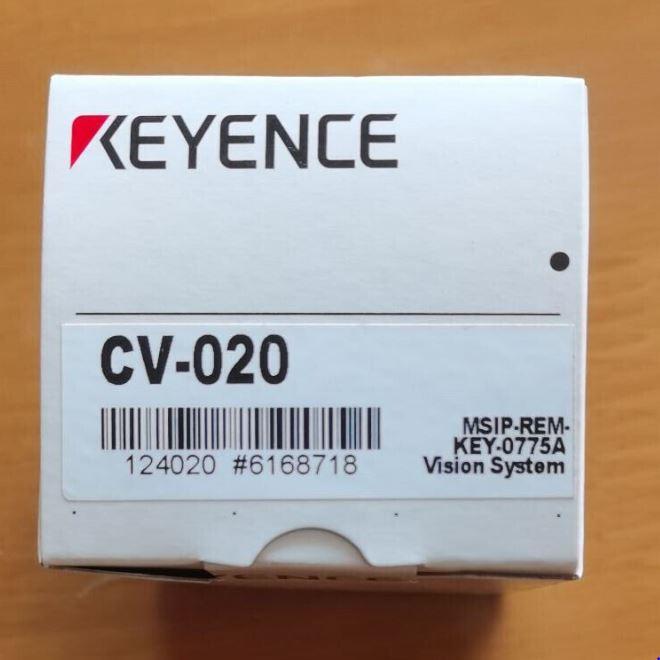 KEYENCE
CV-020
124020 #6168718
MSIP-REM-
KEY-0775A
Vision System